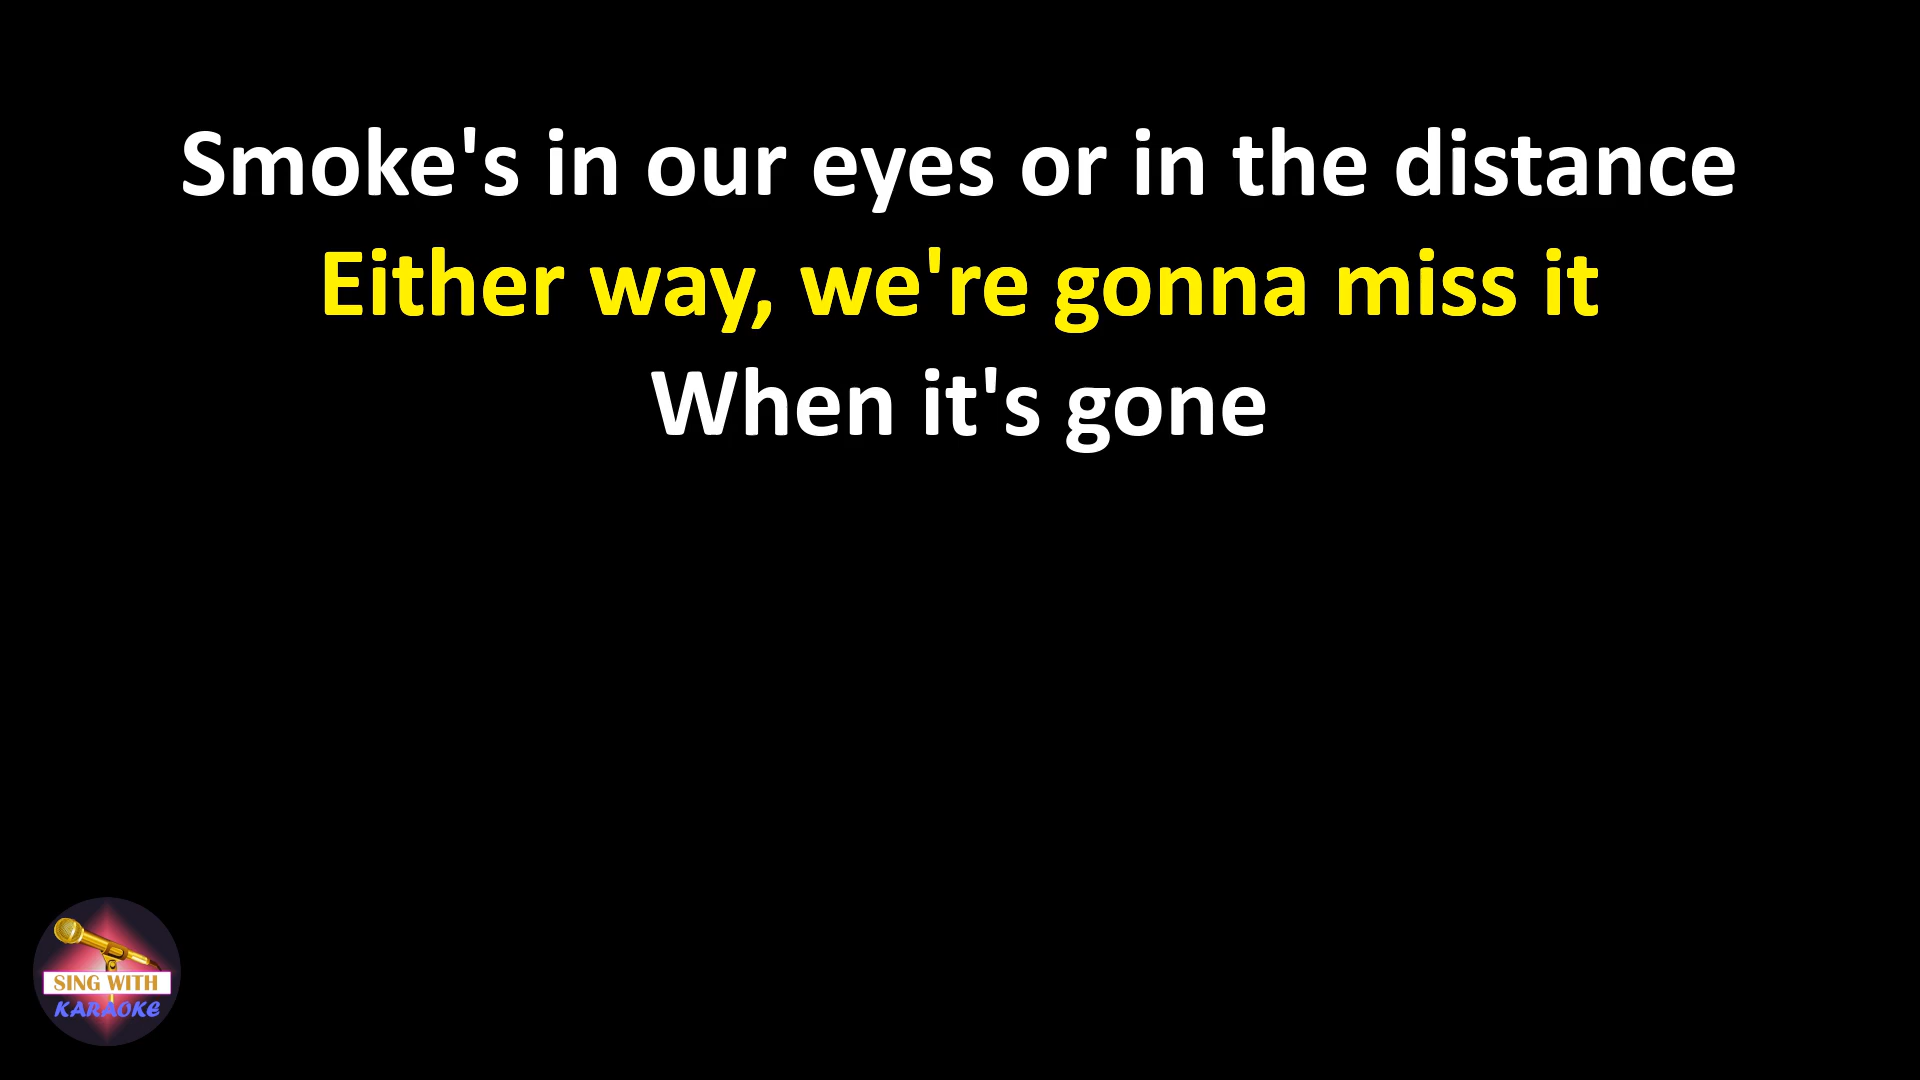 Smoke's in our eyes or in the distance
Either way, we're gonna miss it
When it's gone
SING WITH
KARAOKE